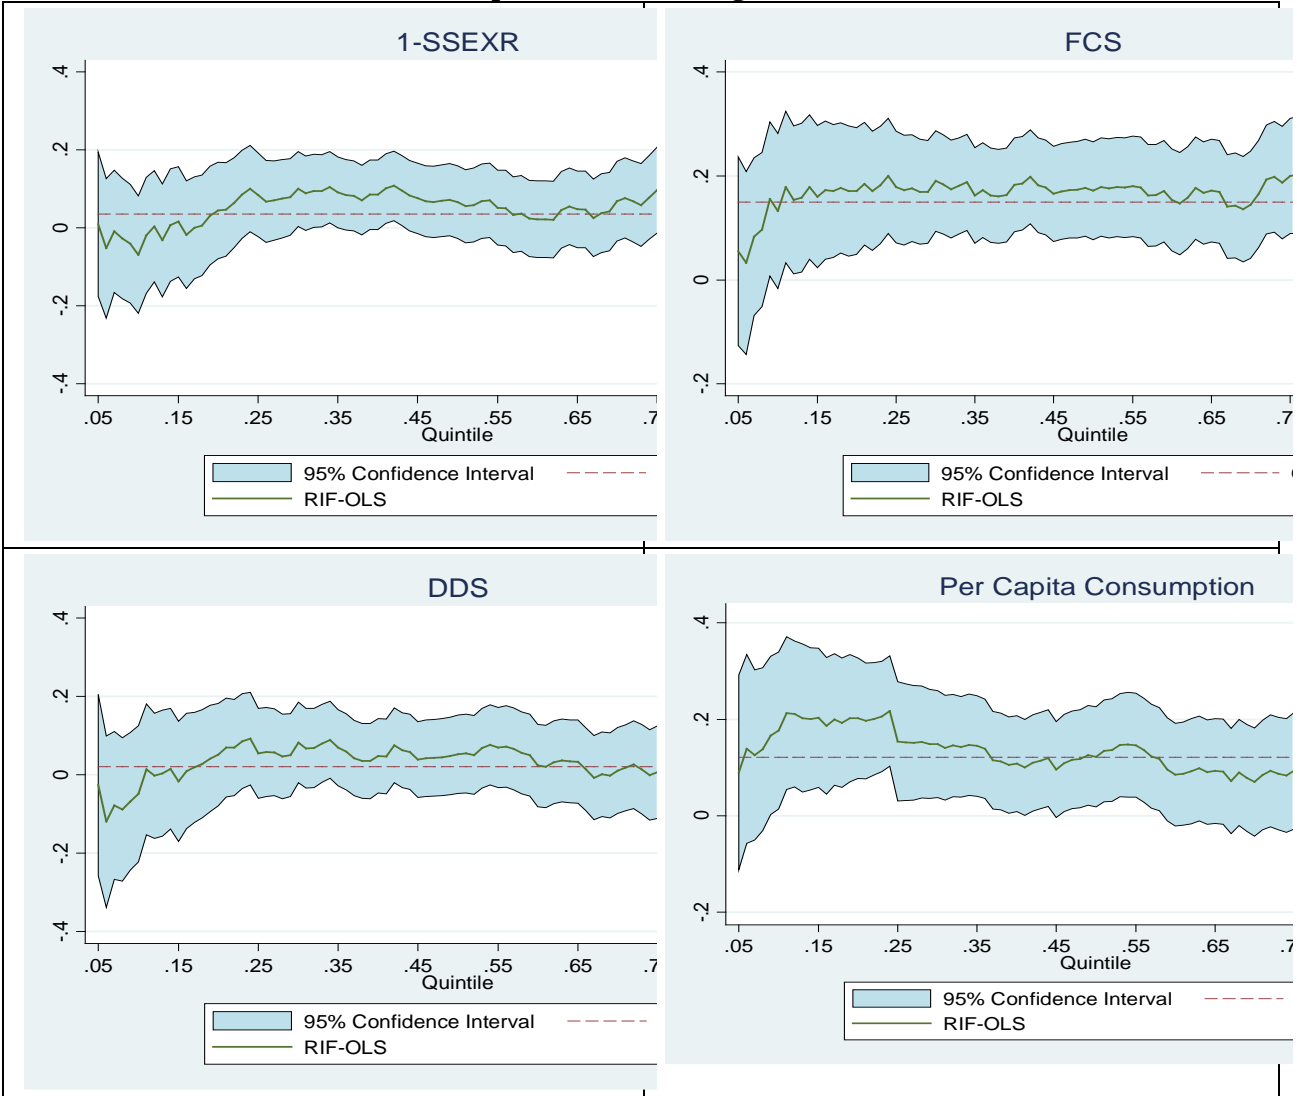 1-SSEXR
.4
.2
0
-.2
-.4
.05 .15 .25 .35 .45 .55 .65 .7
Quintile
95% Confidence Interval
RIF-OLS
FCS
.4
.2
0
-.2
.05 .15 .25 .35 .45 .55 .65 .7
Quintile
95% Confidence Interval
RIF-OLS
DDS
.4
.2
0
-.2
-.4
.05 .15 .25 .35 .45 .55 .65 .7
Quintile
95% Confidence Interval
RIF-OLS
Per Capita Consumption
.4
.2
0
-.2
.05 .15 .25 .35 .45 .55 .65 .7
Quintile
95% Confidence Interval
RIF-OLS